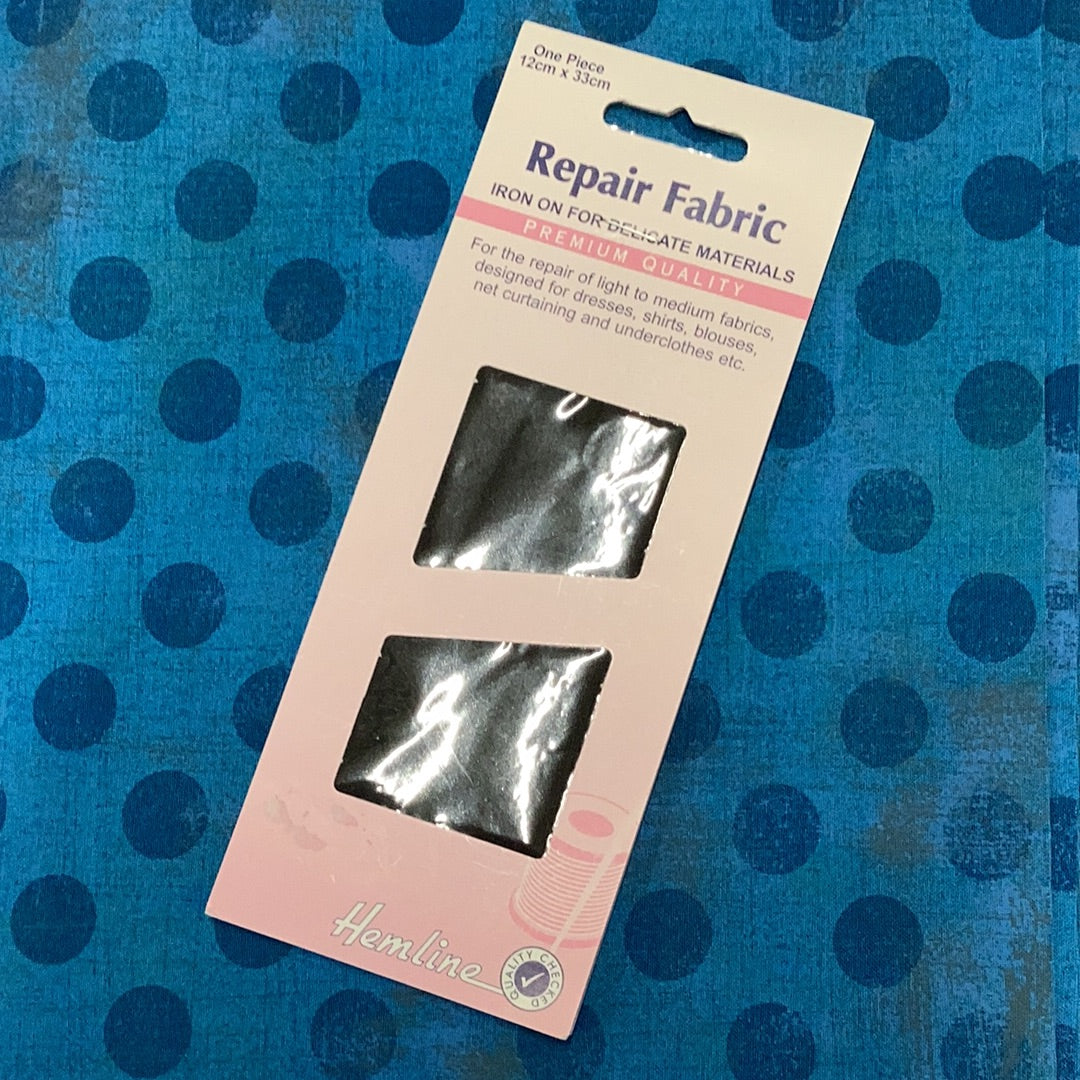 One Piece
12cm x 33cm
Repair Fabric
IRON ON FOR DELICATE MATERIALS
PREMIUM QUALITY
For the repair of light to medium fabrics,
designed for dresses, shirts, blouses,
net curtaining and underclothes etc.
Hemline
QUALITY CHECKED